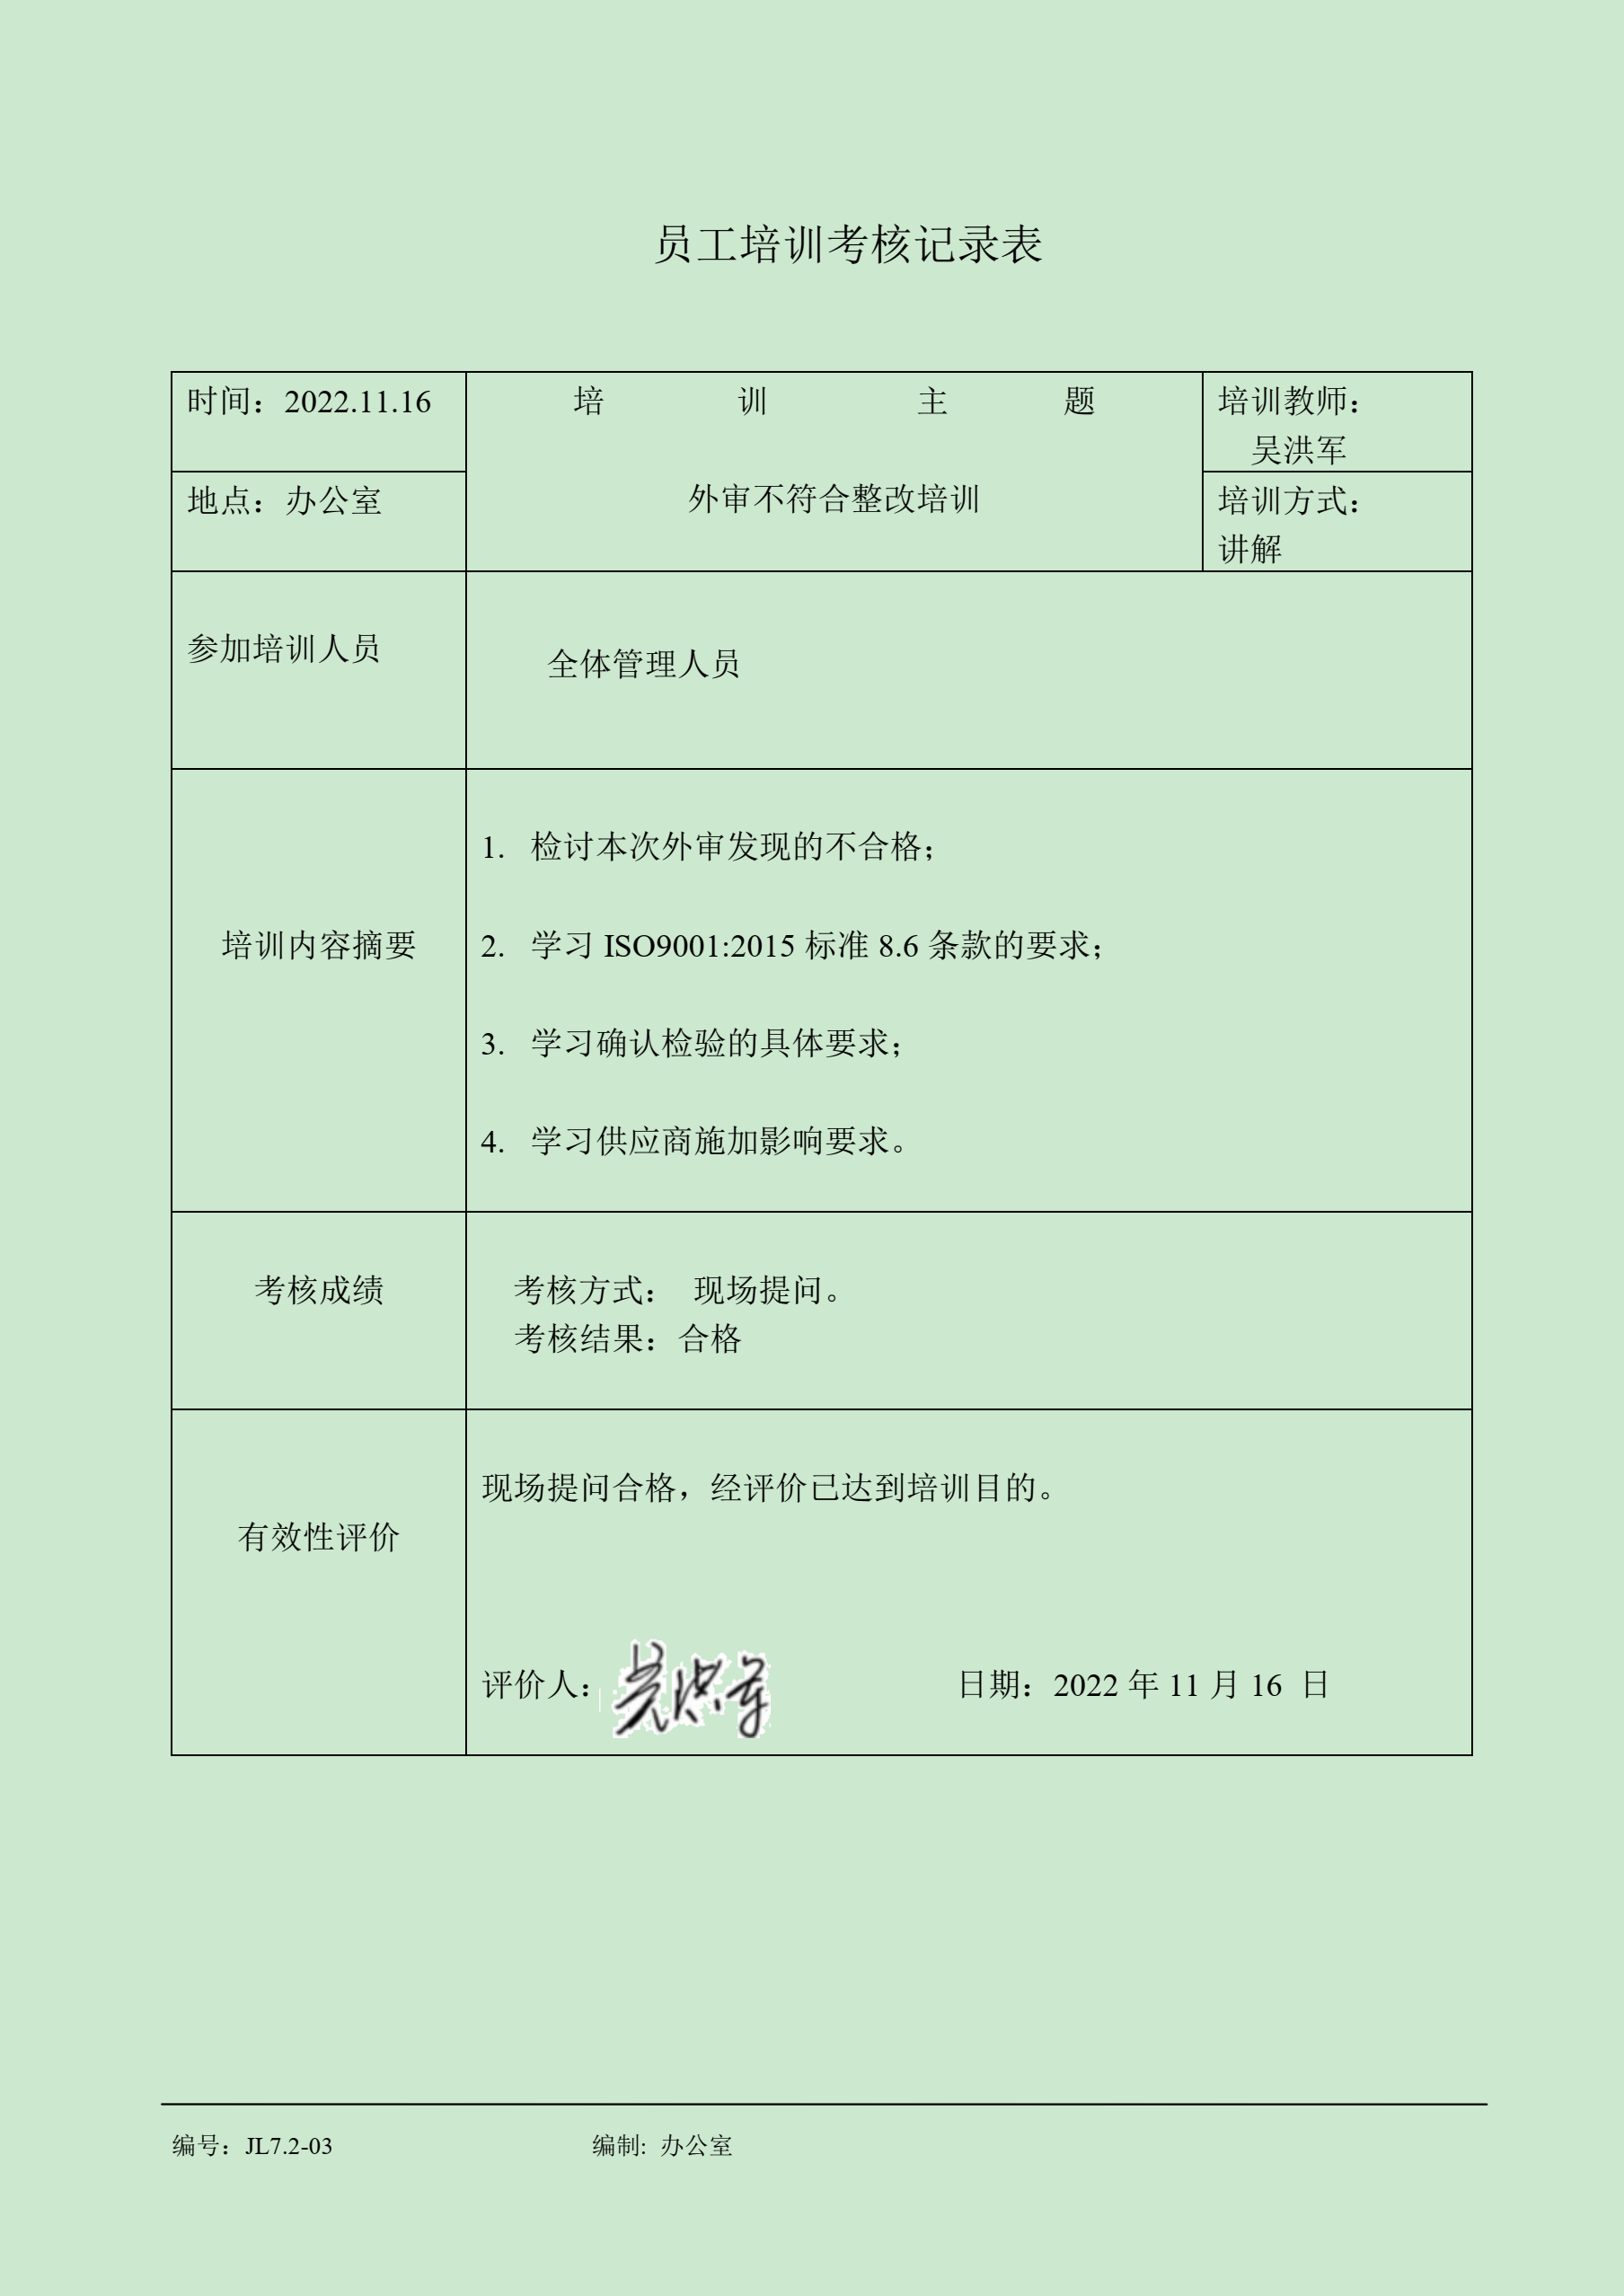 员工培训考核记录表
时间：2022.11.16
培 训 主 题
培训教师：
吴洪军
地点：办公室
外审不符合整改培训
培训方式：
讲解
参加培训人员
全体管理人员
培训内容摘要
1. 检讨本次外审发现的不合格；
2. 学习 ISO9001:2015 标准 8.6 条款的要求；
3. 学习确认检验的具体要求；
4. 学习供应商施加影响要求。
考核成绩
考核方式： 现场提问。
考核结果：合格
有效性评价
现场提问合格，经评价已达到培训目的。
评价人：吴洪军 日期：2022 年 11 月 16 日
编号：JL7.2-03 编制: 办公室